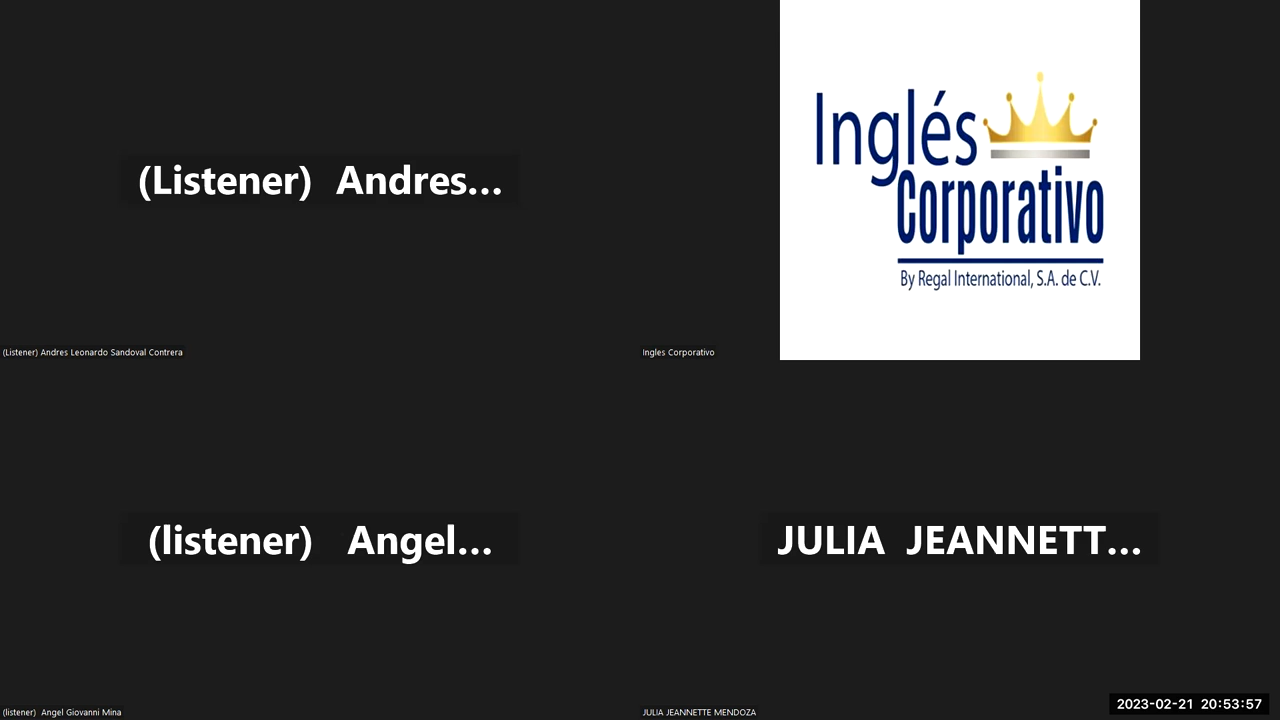 (Listener) Andres...
(Listener) Andres Leonardo Sandoval Contrera
Inglés
Corporativo
By Regal International, S.A. de C.V.
Ingles Corporativo
(listener) Angel...
(listener) Angel Giovanni Mina
JULIA JEANNETT...
JULIA JEANNETTE MENDOZA
2023-02-21 20:53:57